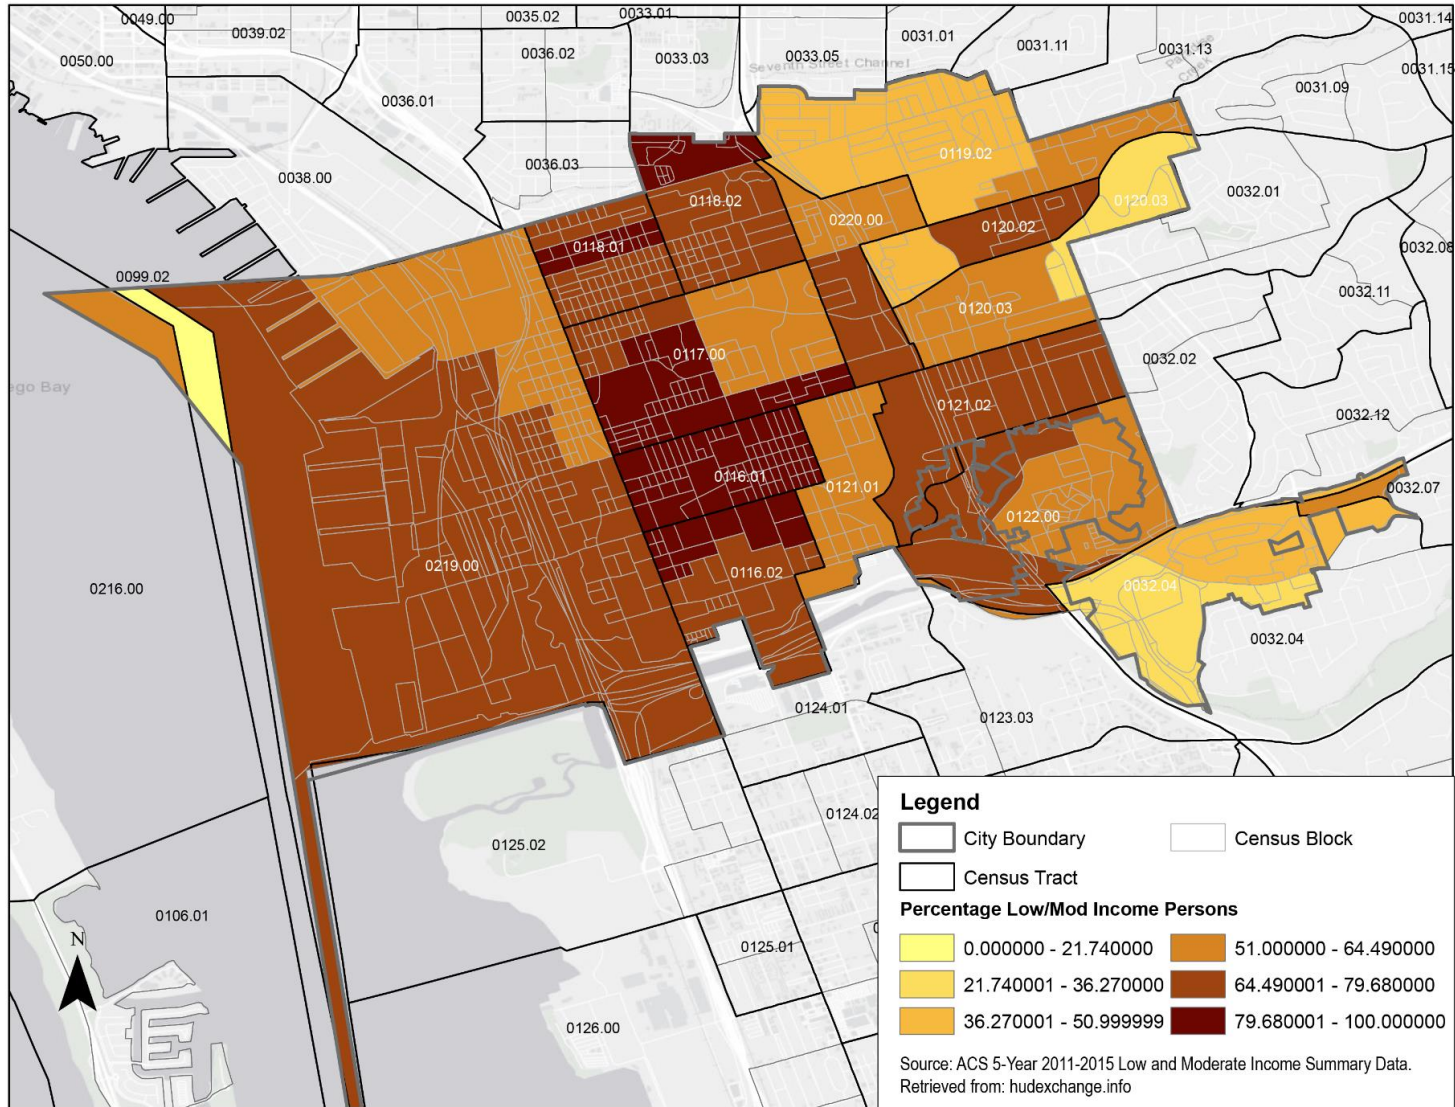 0049.00
0039.02
0035.02
0033.01
0031.01
0031.11
0031.13
0031.14
0050.00
0036.02
0033.03
0033.05
Seventh Street Channel
Creek
0031.15
0036.01
0031.09
0036.03
0038.00
0119.02
0032.01
0118.02
0120.03
0220.00
0120.02
0118.01
0032.08
0099.02
0032.11
0120.03
0117.00
0032.02
ego Bay
0121.02
0032.12
0116.01
0121.01
0032.07
0122.00
0219.00
0116.02
0216.00
0032.04
0032.04
0124.01
0123.03
0124.02
0125.02
0106.01
0125.01
0126.00
N
Legend
City Boundary
Census Block
Census Tract
Percentage Low/Mod Income Persons
0.000000 - 21.740000
51.000000 - 64.490000
21.740001 - 36.270000
64.490001 - 79.680000
36.270001 - 50.999999
79.680001 - 100.000000
Source: ACS 5-Year 2011-2015 Low and Moderate Income Summary Data.
Retrieved from: hudexchange.info